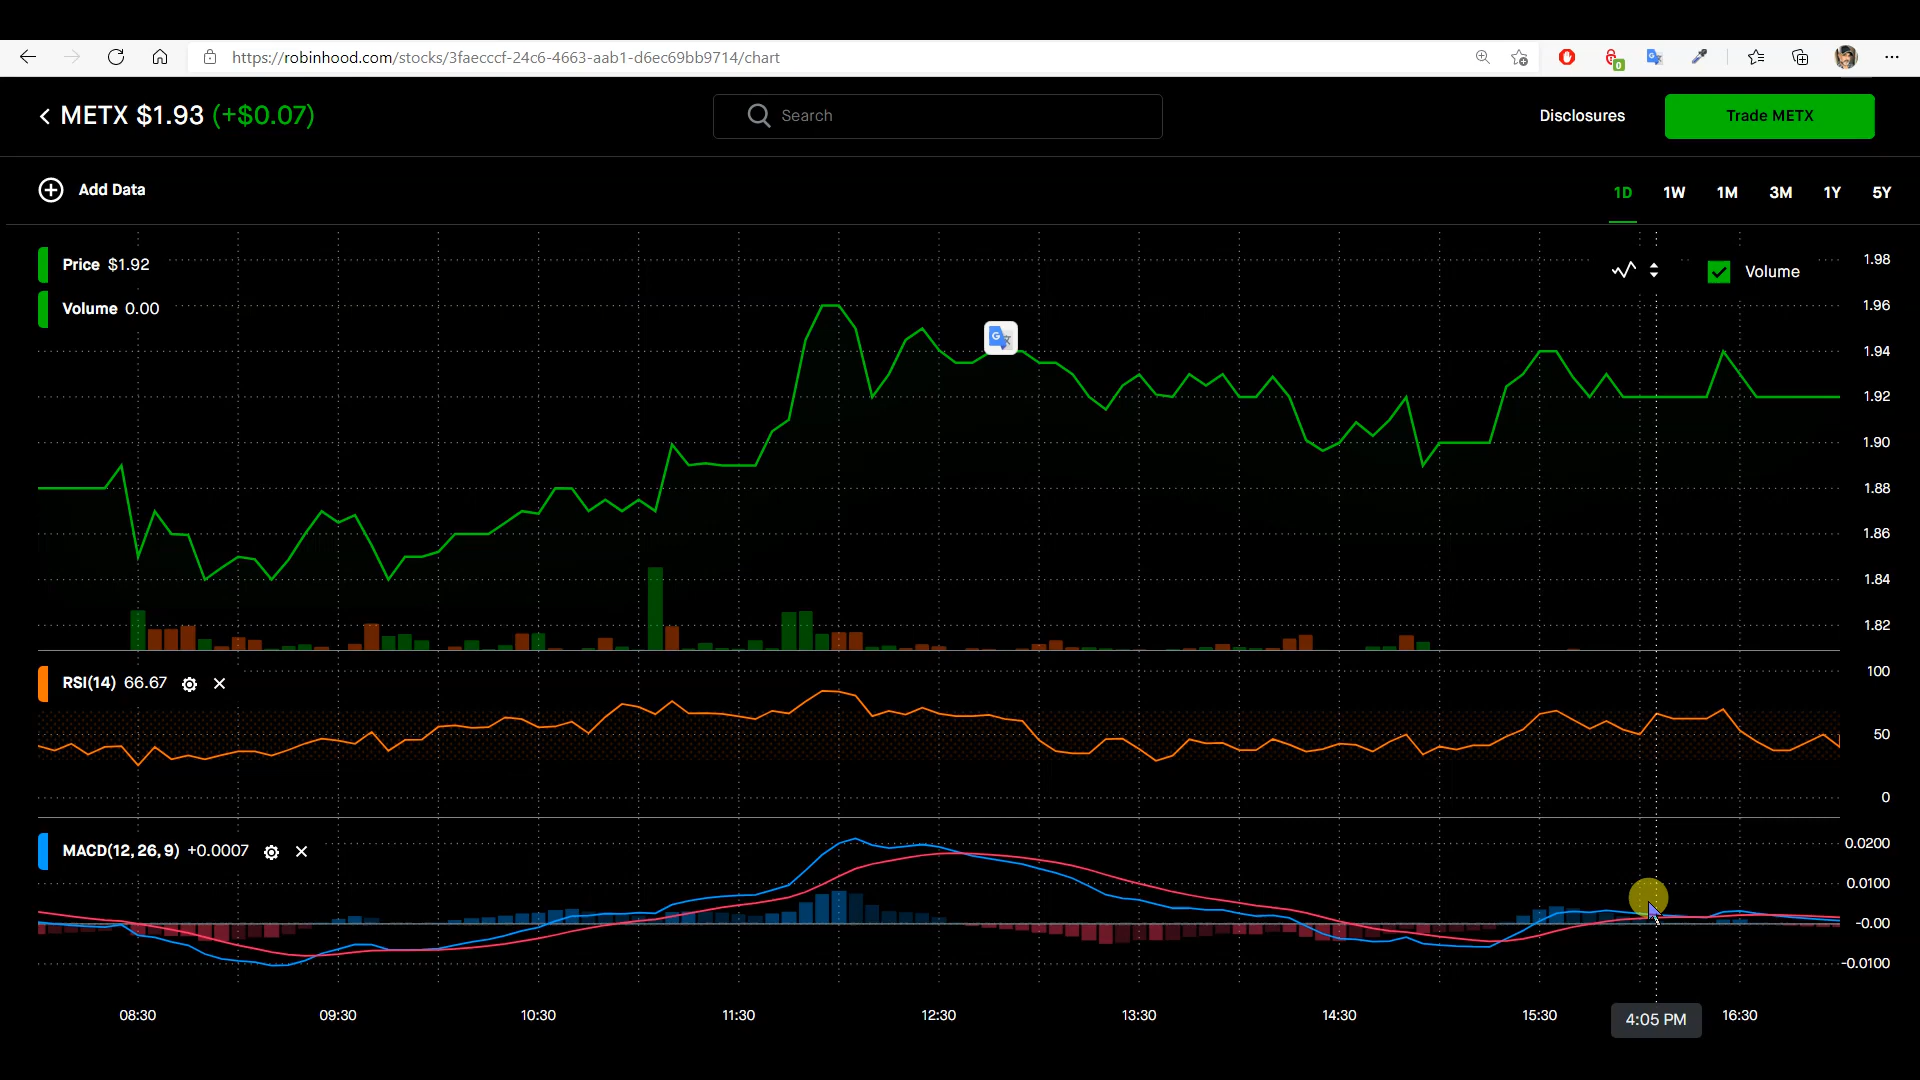 https://robinhood.com/stocks/3faecccf-24c6-4663-aab1-d6ec69bb9714/chart
0
METX $1.93 (+$0.07)
Search
Disclosures
Trade METX
Add Data
1D 1W 1M 3M 1Y 5Y
Price $1.92
Volume 0.00
Volume
1.98
1.96
1.94
1.92
1.90
1.88
1.86
1.84
1.82
RSI(14) 66.67
100
50
0
MACD(12, 26, 9) +0.0007
0.0200
0.0100
-0.00
-0.0100
08:30 09:30 10:30 11:30 12:30 13:30 14:30 15:30 4:05 PM 16:30